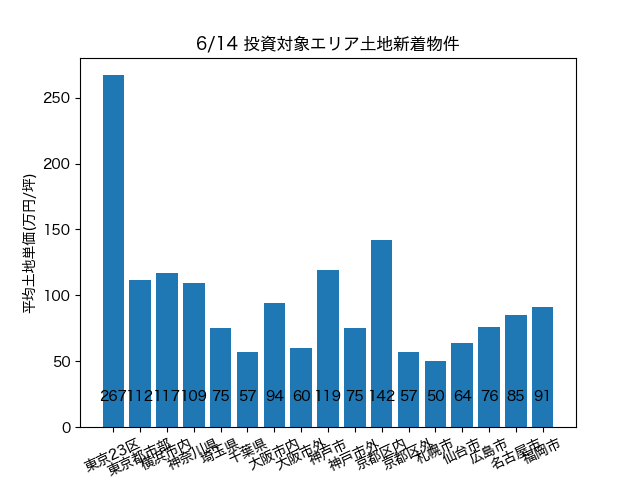 6/14 投資対象エリア土地新着物件
平均土地単価(万円/坪)
250
200
150
100
50
0
267 112 117 109 75 57 94 60 119 75 142 57 50 64 76 85 91
東京23区
東京都市部
横浜市内
神奈川県
埼玉県
千葉県
大阪市内
大阪市外
神戸市
神戸市外
京都区内
京都区外
札幌市
仙台市
広島市
名古屋市
福岡市